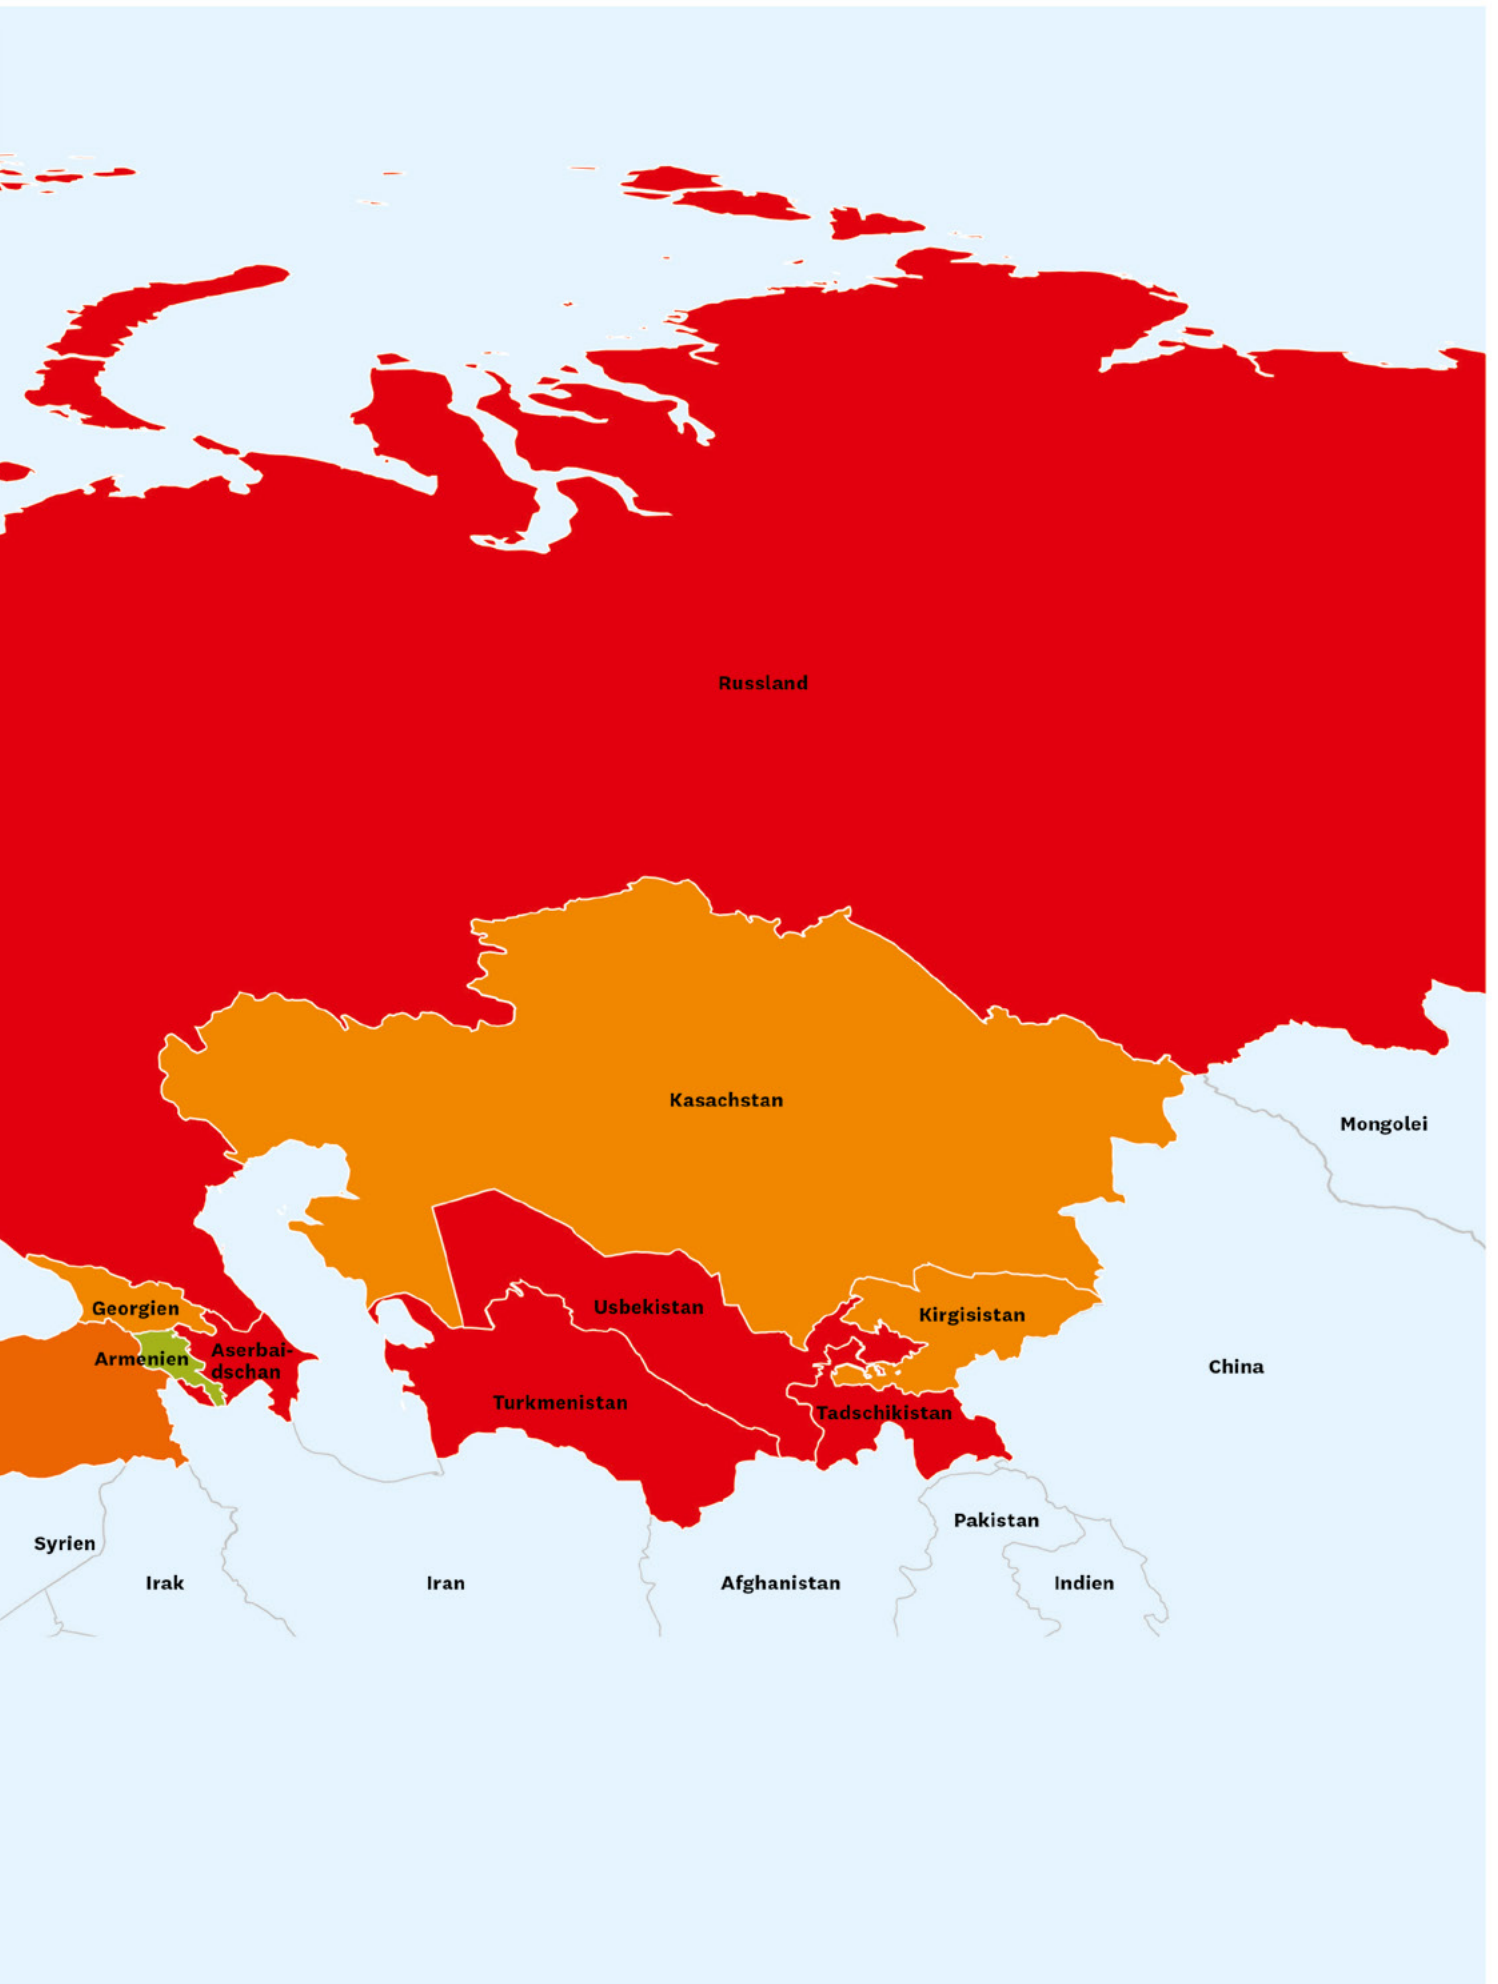 Russland
Kasachstan
Mongolei
Georgien
Usbekistan
Kirgisistan
Armenien
Aserbai-
dschan
China
Turkmenistan
Tadschikistan
Pakistan
Syrien
Irak
Iran
Afghanistan
Indien